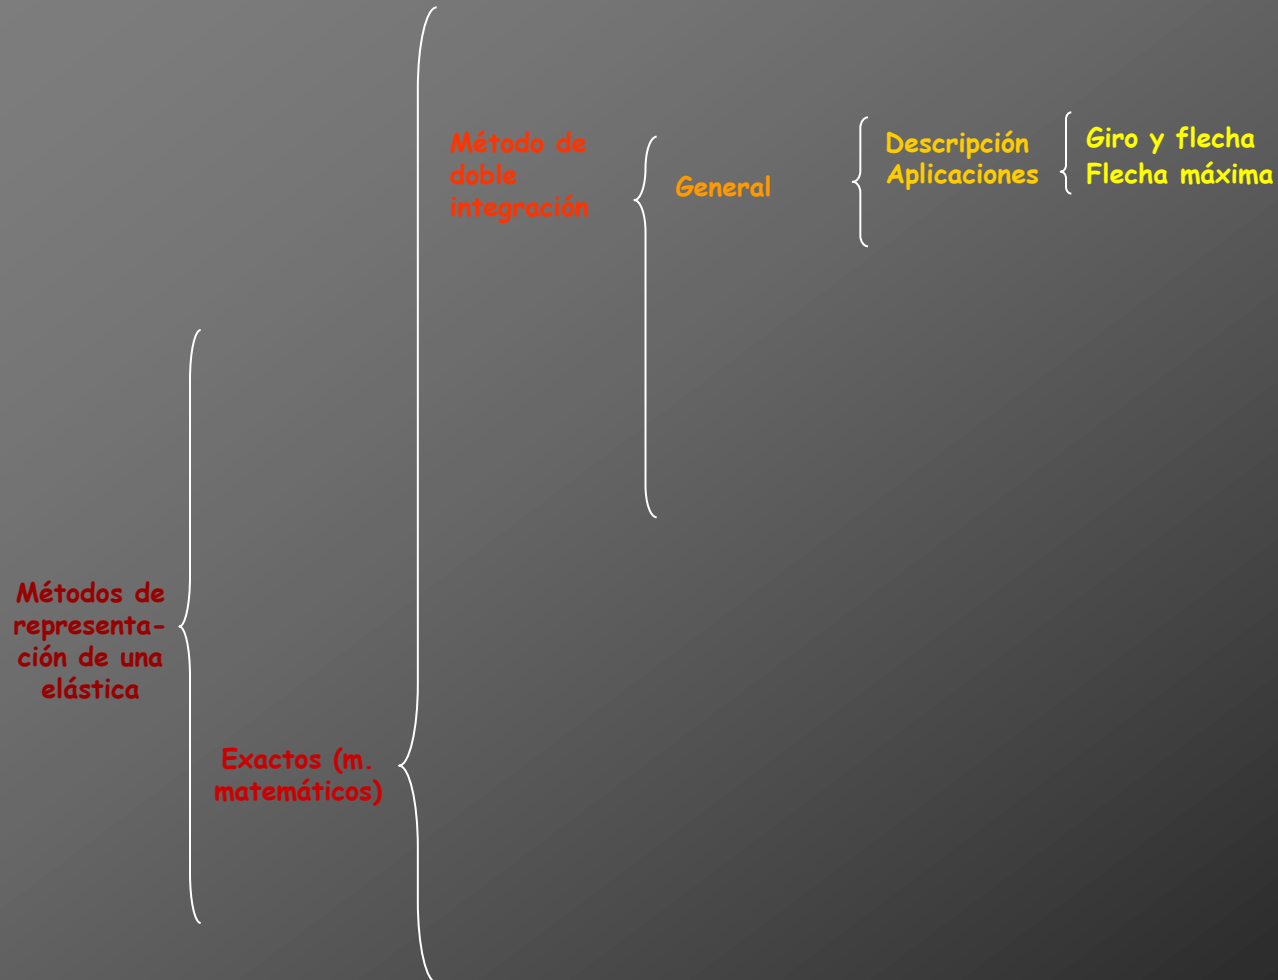 Método de
doble
integración
General
Descripción
Aplicaciones
Giro y flecha
Flecha máxima
Métodos de
representa-
ción de una
elástica
Exactos (m.
matemáticos)